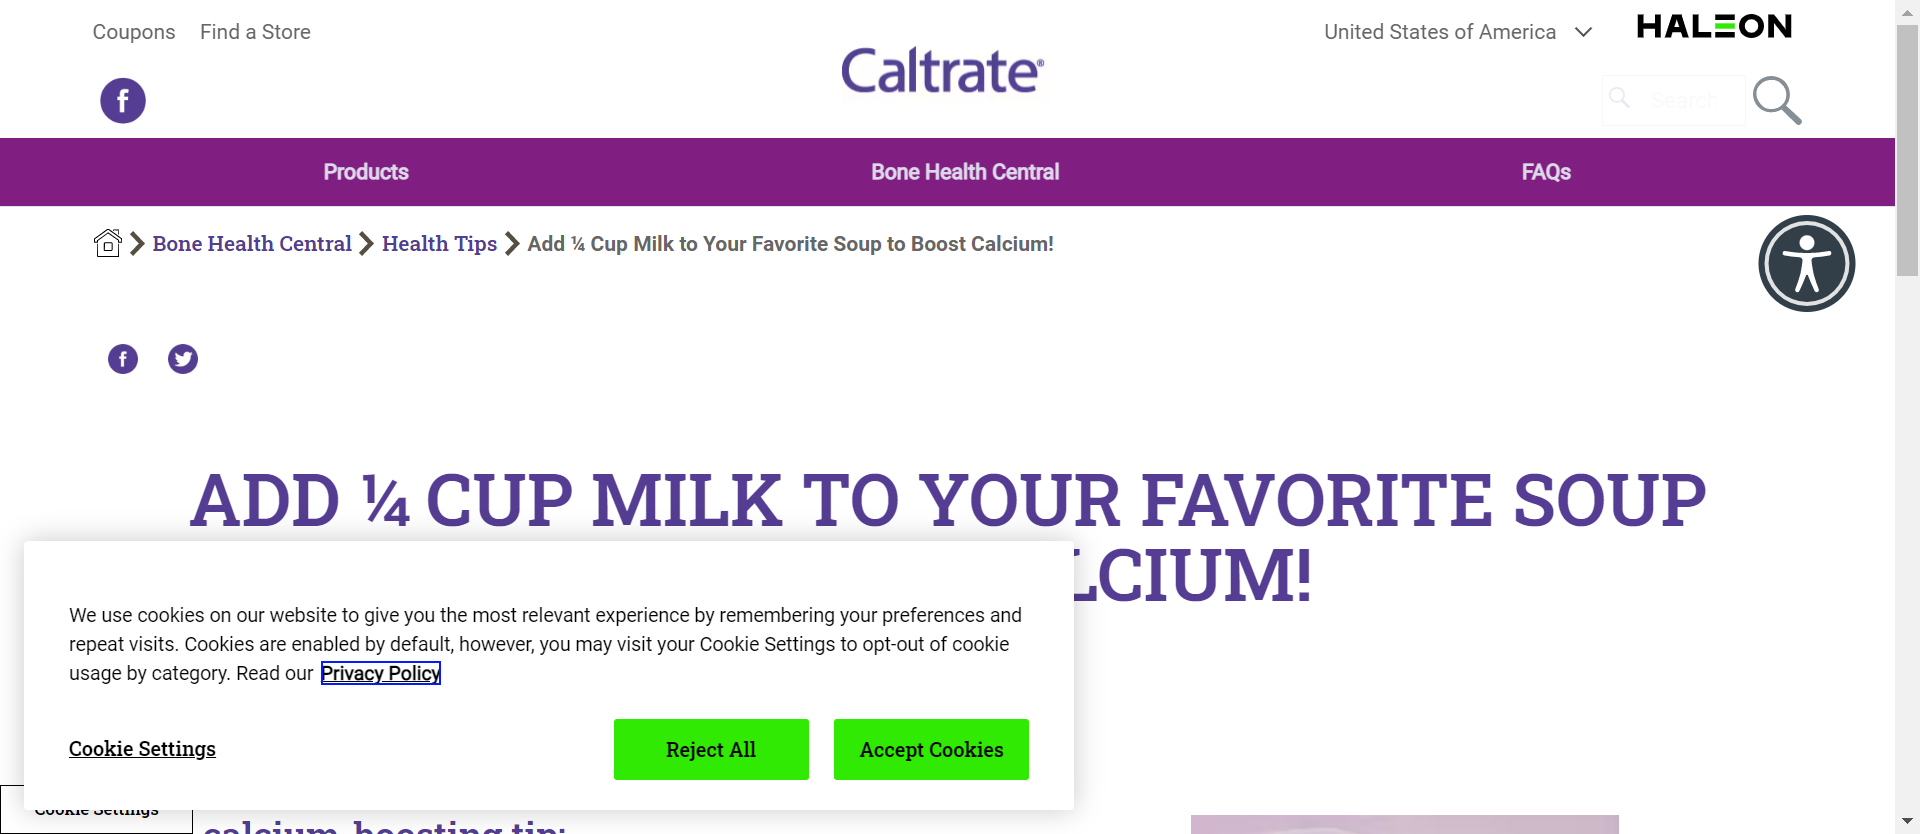 Coupons Find a Store United States of America HALEON
Caltrate®
Search
Products Bone Health Central FAQs
Bone Health Central Health Tips Add ¼ Cup Milk to Your Favorite Soup to Boost Calcium!
ADD ¼ CUP MILK TO YOUR FAVORITE SOUP
LCIUM!
We use cookies on our website to give you the most relevant experience by remembering your preferences and
repeat visits. Cookies are enabled by default, however, you may visit your Cookie Settings to opt-out of cookie
usage by category. Read our Privacy Policy
Cookie Settings Reject All Accept Cookies
Cookie Settings
calcium-boosting tip: